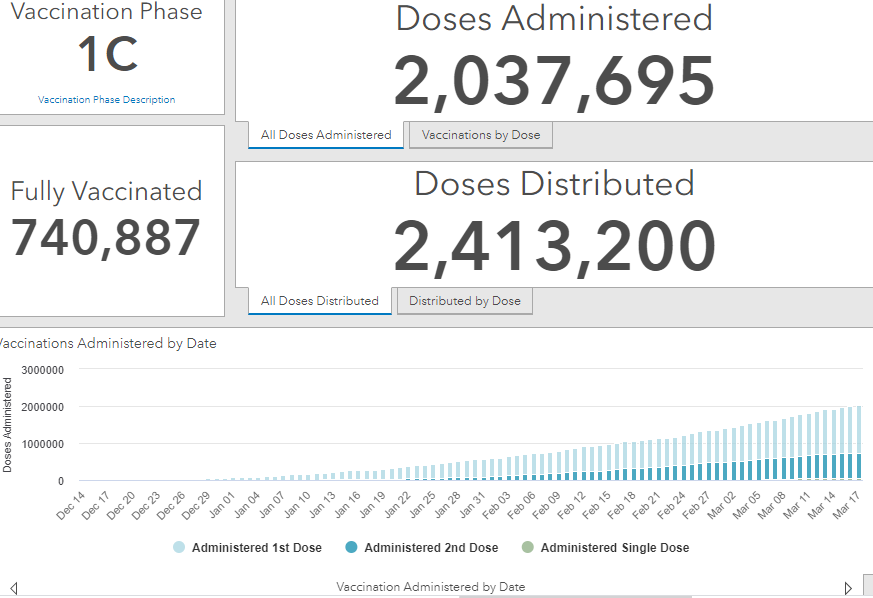 Vaccination Phase
1C
Vaccination Phase Description
Doses Administered
2,037,695
All Doses Administered
Vaccinations by Dose
Fully Vaccinated
740,887
Doses Distributed
2,413,200
All Doses Distributed
Distributed by Dose
Vaccinations Administered by Date
Doses Administered
3000000
2000000
1000000
0
Dec 14
Dec 17
Dec 20
Dec 23
Dec 26
Dec 29
Jan 01
Jan 04
Jan 07
Jan 10
Jan 13
Jan 16
Jan 19
Jan 22
Jan 25
Jan 28
Jan 31
Feb 03
Feb 06
Feb 09
Feb 12
Feb 15
Feb 18
Feb 21
Feb 24
Feb 27
Mar 02
Mar 05
Mar 08
Mar 11
Mar 14
Mar 17
Administered 1st Dose
Administered 2nd Dose
Administered Single Dose
Vaccination Administered by Date